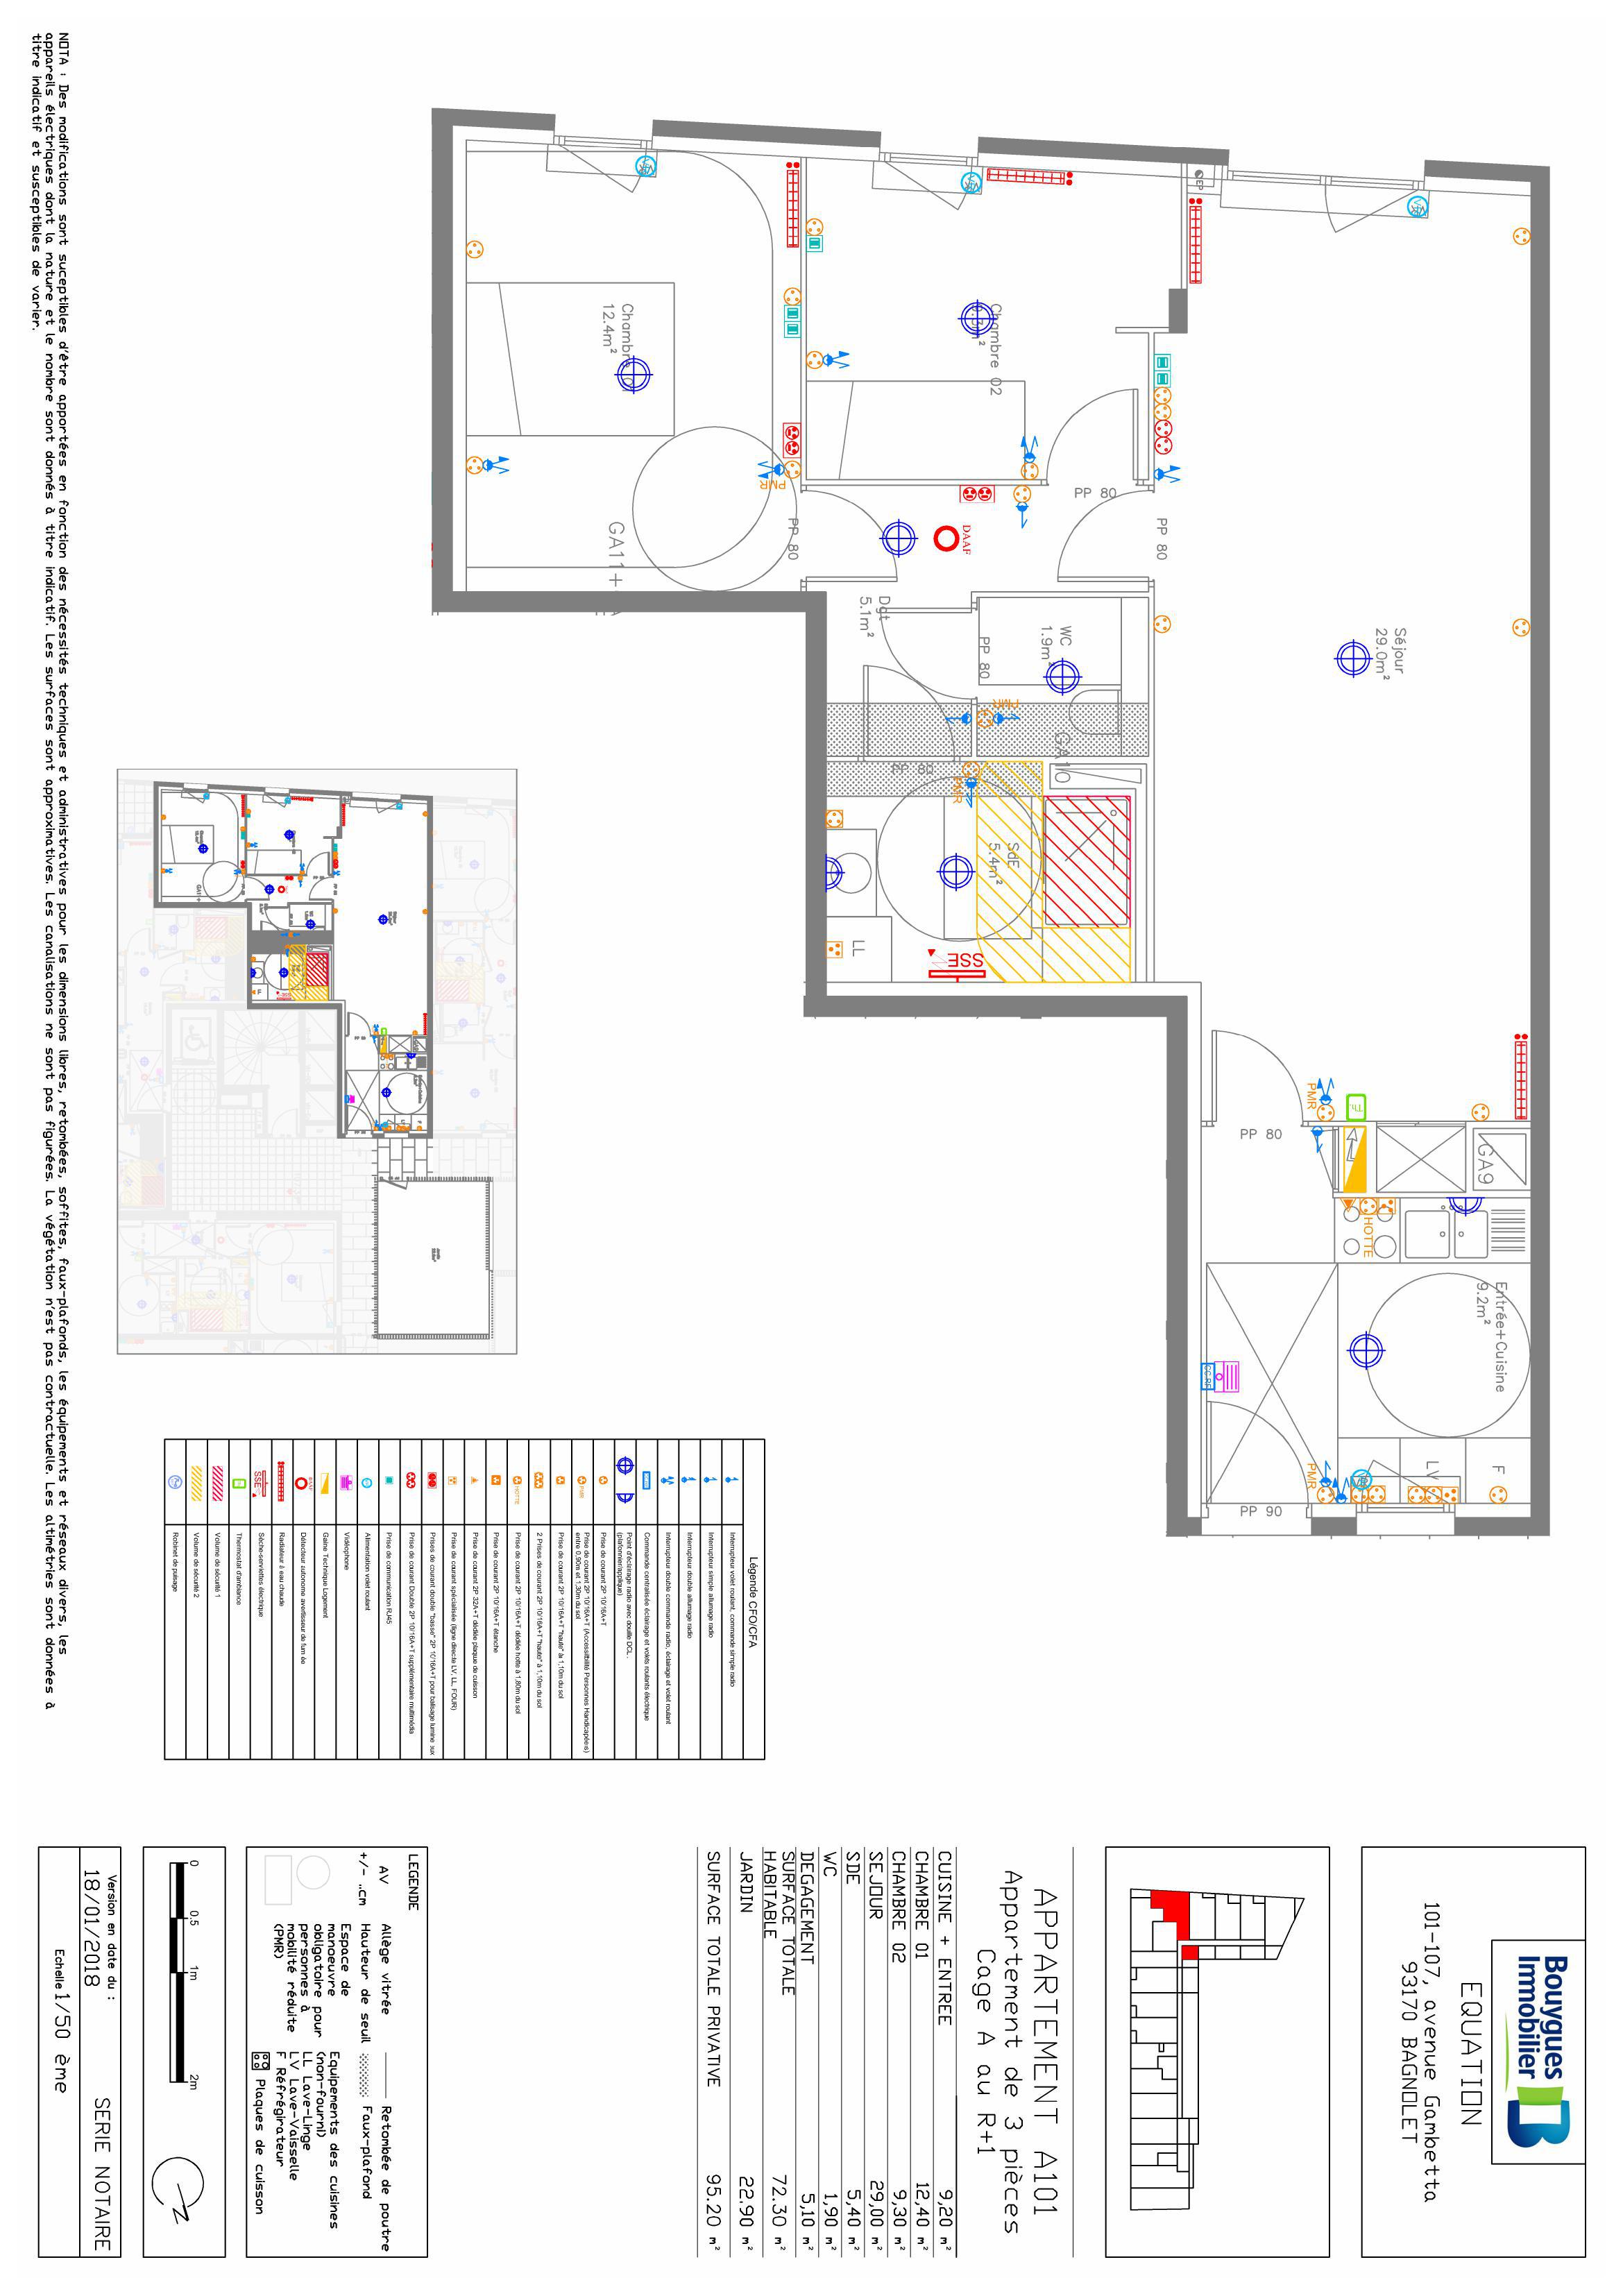 Bouygues
Immobilier
EQUATION
101-107, avenue Gambetta
93170 BAGNOLET
APPARTEMENT A101
Appartement de 3 pièces
Cage A au R+1
CUISINE + ENTREE 9,20 m²
CHAMBRE 01 12,40 m²
CHAMBRE 02 9,30 m²
SEJOUR 29,00 m²
SDE 5,40 m²
WC 1,90 m²
DEGAGEMENT 5,10 m²
SURFACE TOTALE
HABITABLE 72.30 m²
JARDIN 22.90 m²
SURFACE TOTALE PRIVATIVE 95.20 m²
LEGENDE
AV Allège vitrée
+/- ..cm Hauteur de seuil
Espace de
manoeuvre
obligatoire pour
personnes à
mobilité réduite
(PMR)
Retombée de poutre
Faux-plafond
Equipements des cuisines
(non-fourni)
LL Lave-Linge
LV Lave-Vaisselle
F Réfrégirateur
Plaques de cuisson
0 0.5 1m 2m
N
Version en date du :
18/01/2018 SERIE NOTAIRE
Echelle 1/50 ème
Légende CFO/CFA
Interrupteur volet roulant, commande simple radio
Interrupteur simple allumage radio
Interrupteur double allumage radio
Interrupteur double commande radio, éclairage et volet roulant
Commande centralisée éclairage et volets roulants électrique
Point d'éclairage radio avec douille DCL .
(plafonnier/applique)
Prise de courant 2P 10/16A+T
PMR Prise de courant 2P 10/16A+T (Accessibilité Personnes Handicapées)
entre 0,90m et 1,30m du sol
Prise de courant 2P 10/16A+T "haute" à 1,10m du sol
2 Prises de courant 2P 10/16A+T "haute" à 1,10m du sol
HOTTE Prise de courant 2P 10/16A+T dédiée hotte à 1,80m du sol
Prise de courant 2P 10/16A+T étanche
Prise de courant 2P 32A+T dédiée plaque de cuisson
Prise de courant spécialisée (ligne directe LV, LL, FOUR)
Prises de courant double "basse" 2P 10/16A+T pour balisage lumineux
Prise de courant Double 2P 10/16A+T supplémentaire multimédia
Prise de communication RJ45
Alimentation volet roulant
Vidéophone
Gaine Technique Logement
DAAF Détecteur autonome avertisseur de fumée
Radiateur à eau chaude
SSE Sèche-serviettes électrique
Thermostat d'ambiance
Volume de sécurité 1
Volume de sécurité 2
Robinet de puisage
Séjour
29.0m²
EP
Chambre 02
Chambre
12.4m²
GA11+
PMR
PP 80
PP 80
PP 80
DAAF
Dgt
5.1m²
WC
1.9m²
PP 80
PMR
GA10
PP 80
PMR
SdE
5.4m²
SSE
LL
PMR
PP 80
GA9
HOTTE
Entrée+Cuisine
9.2m²
LV
F
PMR
PP 90
NOTA : Des modifications sont suceptibles d'être apportées en fonction des nécessités techniques et administratives pour les dimensions libres, retombées, soffites, faux-plafonds, les équipements et réseaux divers, les
appareils électriques dont la nature et le nombre sont donnés à titre indicatif. Les surfaces sont approximatives. Les canalisations ne sont pas figurées. La végétation n'est pas contractuelle. Les altimétries sont données à
titre indicatif et susceptibles de varier.